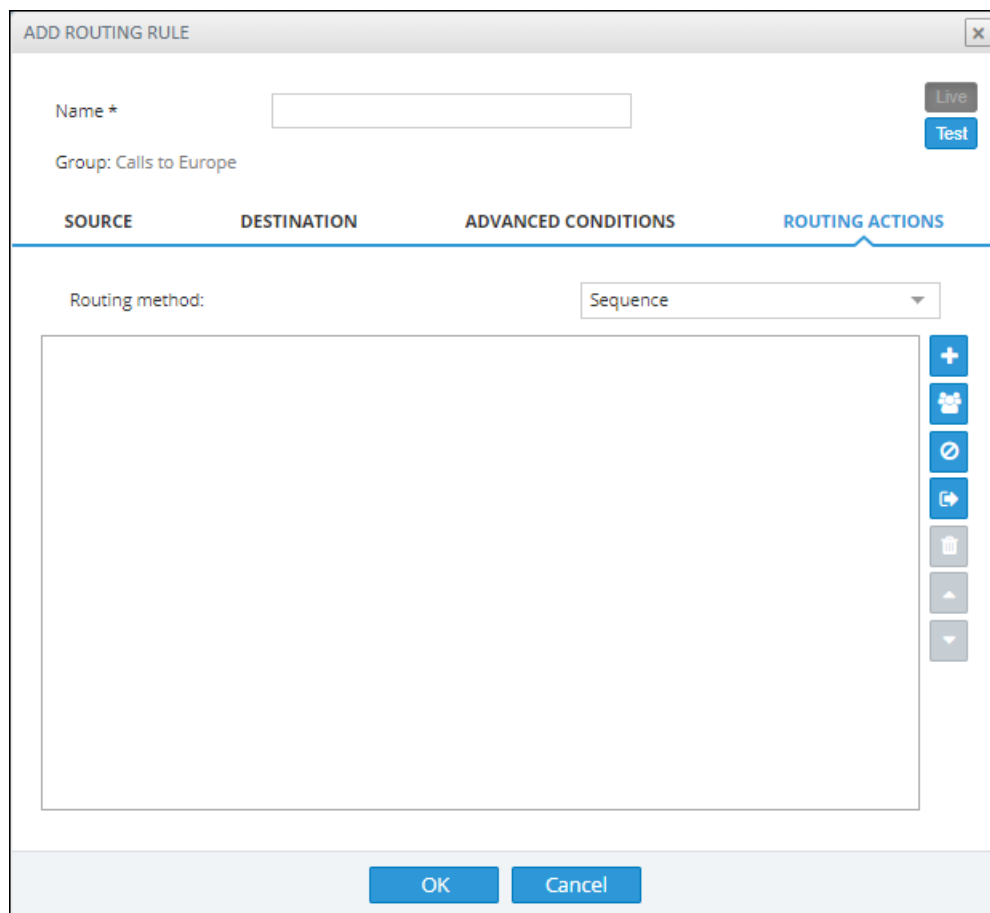 ADD ROUTING RULE
Name *
Live
Test
Group: Calls to Europe
SOURCE DESTINATION ADVANCED CONDITIONS ROUTING ACTIONS
Routing method: Sequence
OK Cancel